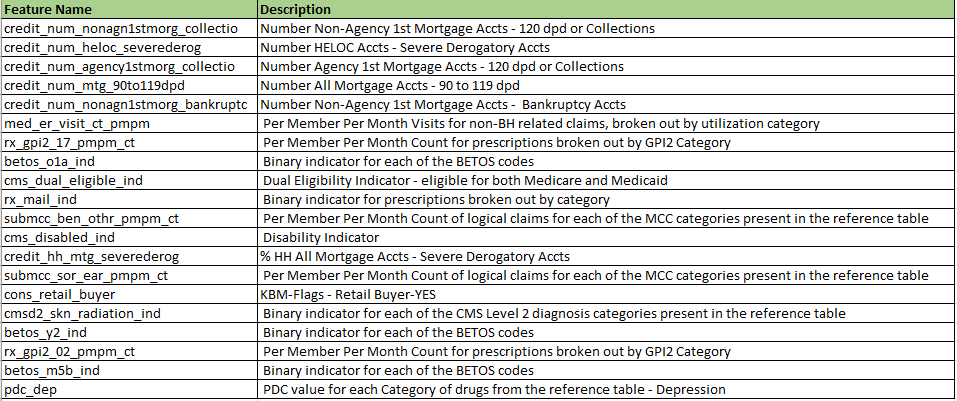 Feature Name Description
credit_num_nonagn1stmorg_collectio Number Non-Agency 1st Mortgage Accts - 120 dpd or Collections
credit_num_heloc_severederog Number HELOC Accts - Severe Derogatory Accts
credit_num_agency1stmorg_collectio Number Agency 1st Mortgage Accts - 120 dpd or Collections
credit_num_mtg_90to119dpd Number All Mortgage Accts - 90 to 119 dpd
credit_num_nonagn1stmorg_bankruptc Number Non-Agency 1st Mortgage Accts - Bankruptcy Accts
med_er_visit_ct_pmpm Per Member Per Month Visits for non-BH related claims, broken out by utilization category
rx_gpi2_17_pmpm_ct Per Member Per Month Count for prescriptions broken out by GPI2 Category
betos_o1a_ind Binary indicator for each of the BETOS codes
cms_dual_eligible_ind Dual Eligibility Indicator - eligible for both Medicare and Medicaid
rx_mail_ind Binary indicator for prescriptions broken out by category
submcc_ben_othr_pmpm_ct Per Member Per Month Count of logical claims for each of the MCC categories present in the reference table
cms_disabled_ind Disability Indicator
credit_hh_mtg_severederog % HH All Mortgage Accts - Severe Derogatory Accts
submcc_sor_ear_pmpm_ct Per Member Per Month Count of logical claims for each of the MCC categories present in the reference table
cons_retail_buyer KBM-Flags - Retail Buyer-YES
cmsd2_skn_radiation_ind Binary indicator for each of the CMS Level 2 diagnosis categories present in the reference table
betos_y2_ind Binary indicator for each of the BETOS codes
rx_gpi2_02_pmpm_ct Per Member Per Month Count for prescriptions broken out by GPI2 Category
betos_m5b_ind Binary indicator for each of the BETOS codes
pdc_dep PDC value for each Category of drugs from the reference table - Depression